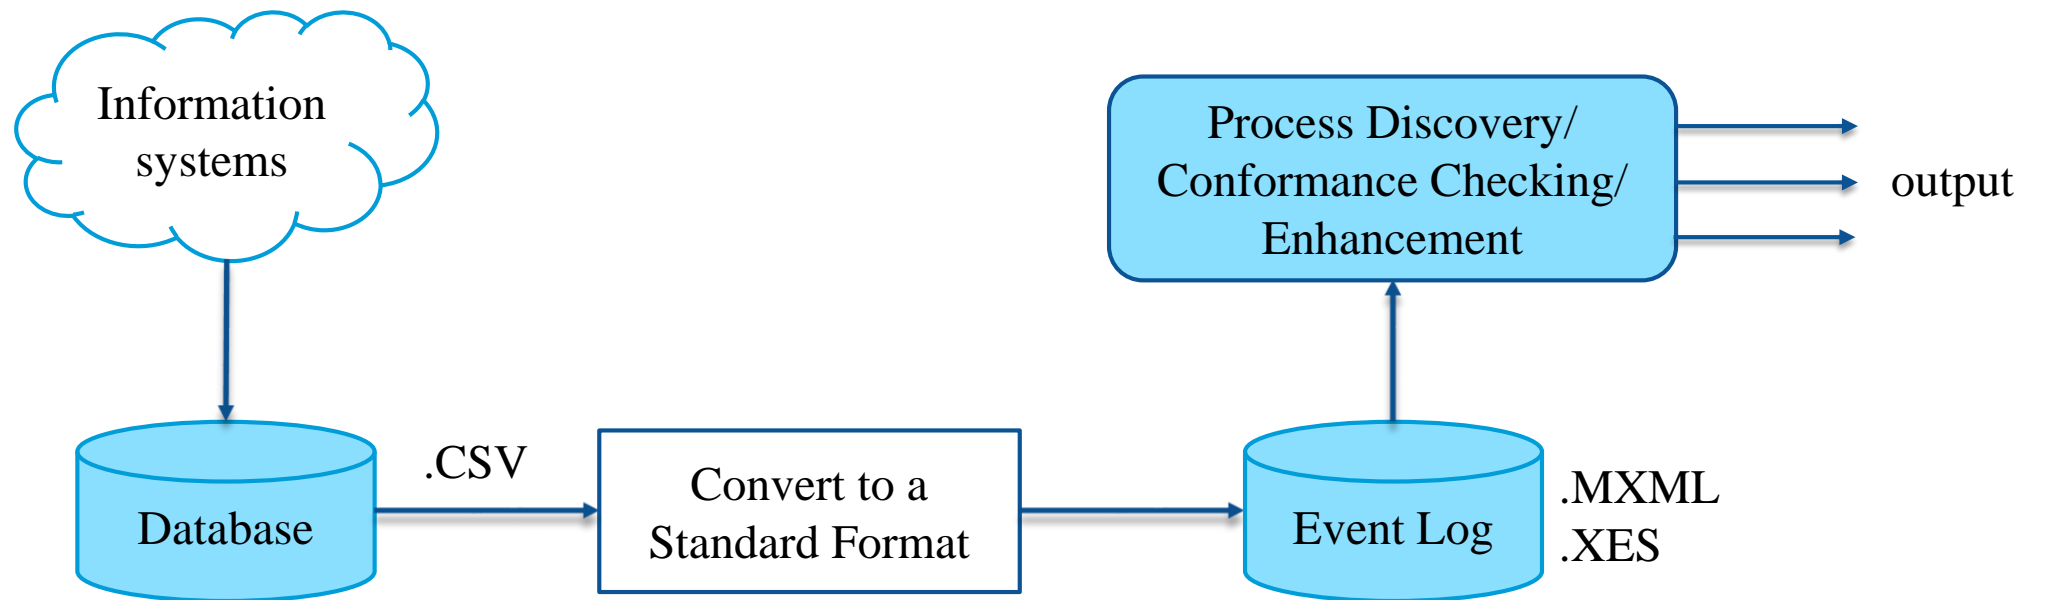 Information
systems
Database
.CSV
Convert to a
Standard Format
Event Log
.MXML
.XES
Process Discovery/
Conformance Checking/
Enhancement
output